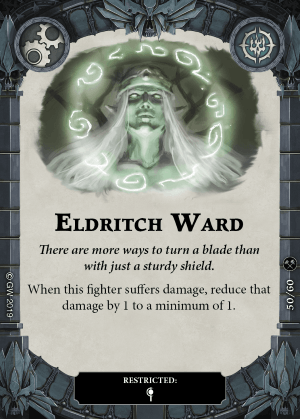 ELDRITCH WARD
There are more ways to turn a blade than
with just a sturdy shield.
When this fighter suffers damage, reduce that
damage by 1 to a minimum of 1.
© GW 2019
50/60
RESTRICTED: